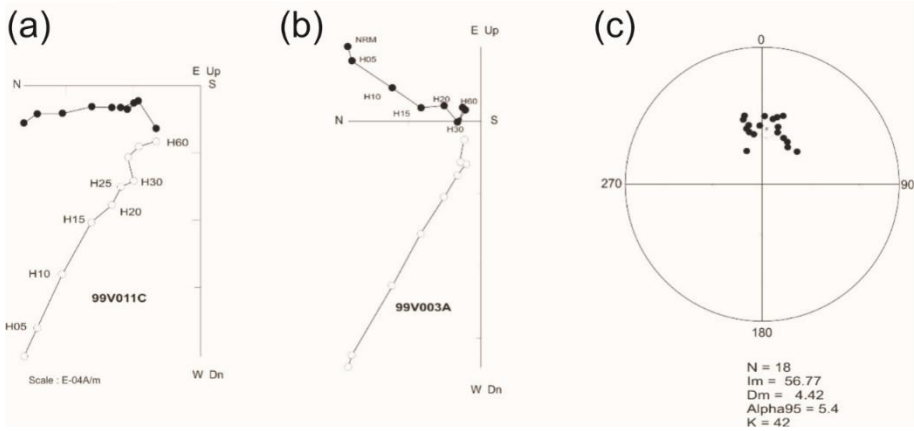 (a)
E Up
N
S
H60
H25
H30
H20
H15
H10
99V011C
H05
Scale : E-04A/m
W Dn
(b)
E Up
NRM
H05
H10
H20
H60
H15
N
S
H30
99V003A
W Dn
(c)
0
270
90
180
N = 18
Im = 56.77
Dm = 4.42
Alpha95 = 5.4
K = 42